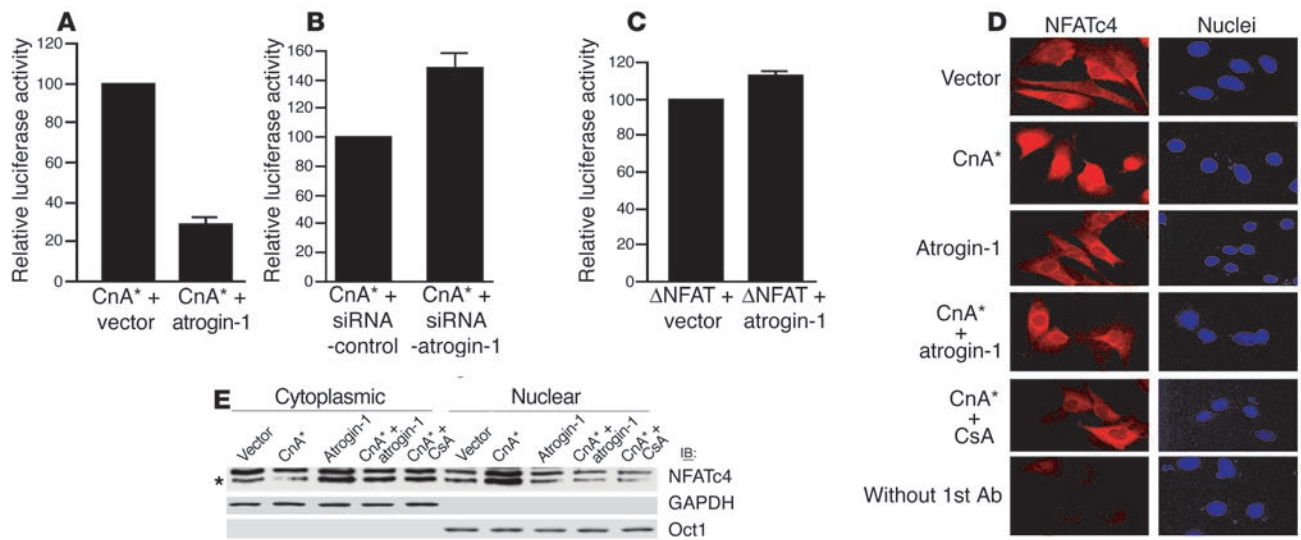 A
Relative luciferase activity
120
100
80
60
40
20
0
CnA* +
vector
CnA* +
atrogin-1
B
Relative luciferase activity
160
140
120
100
80
60
40
20
0
CnA* +
siRNA
-control
CnA* +
siRNA
-atrogin-1
C
Relative luciferase activity
120
100
80
60
40
20
0
ΔNFAT +
vector
ΔNFAT +
atrogin-1
D
NFATc4
Nuclei
Vector
CnA*
Atrogin-1
CnA*
+
atrogin-1
CnA*
+
CsA
Without 1st Ab
E
Cytoplasmic
Nuclear
Vector
CnA*
Atrogin-1
CnA* +
atrogin-1
CnA* +
CsA
Vector
CnA*
Atrogin-1
CnA* +
atrogin-1
CnA* +
CsA
IB:
NFATc4
*
GAPDH
Oct1